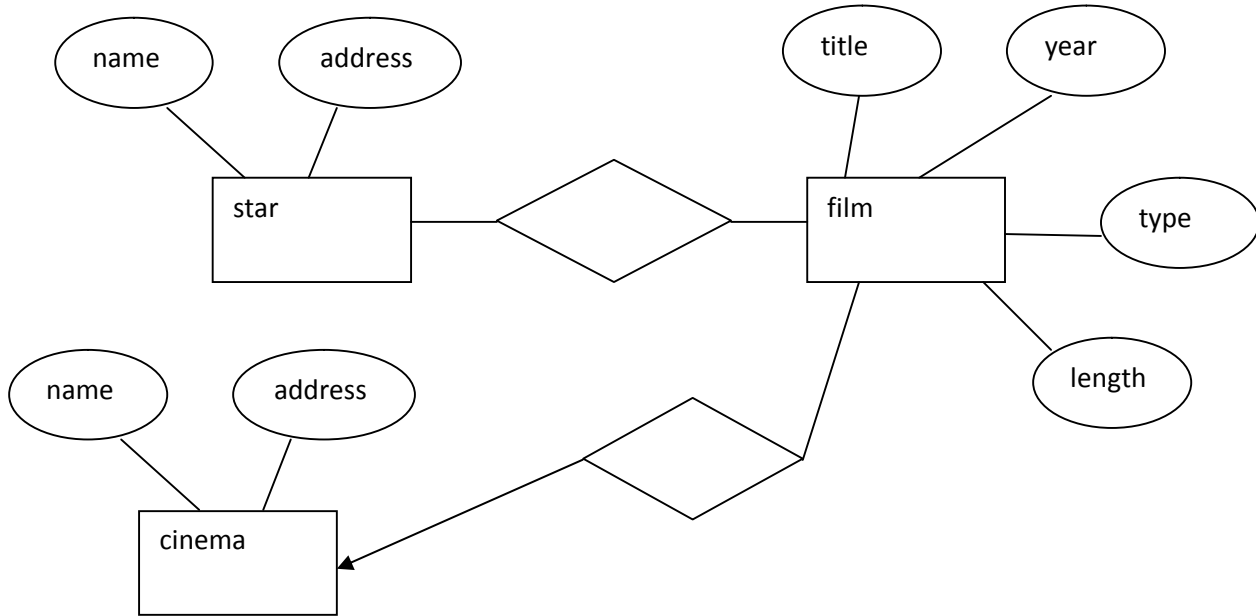 name
address
title
year
star
film
type
length
name
address
cinema